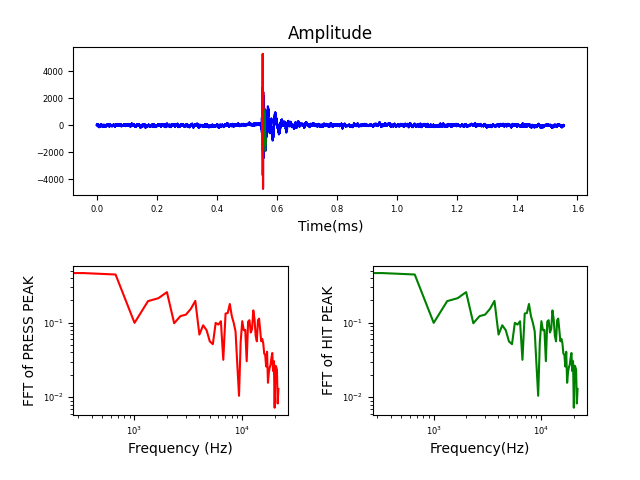 Amplitude
4000
2000
0
−2000
−4000
0.0 0.2 0.4 0.6 0.8 1.0 1.2 1.4 1.6
Time(ms)
FFT of PRESS PEAK
10⁻¹
10⁻²
10³ 10⁴
Frequency (Hz)
FFT of HIT PEAK
10⁻¹
10⁻²
10³ 10⁴
Frequency(Hz)